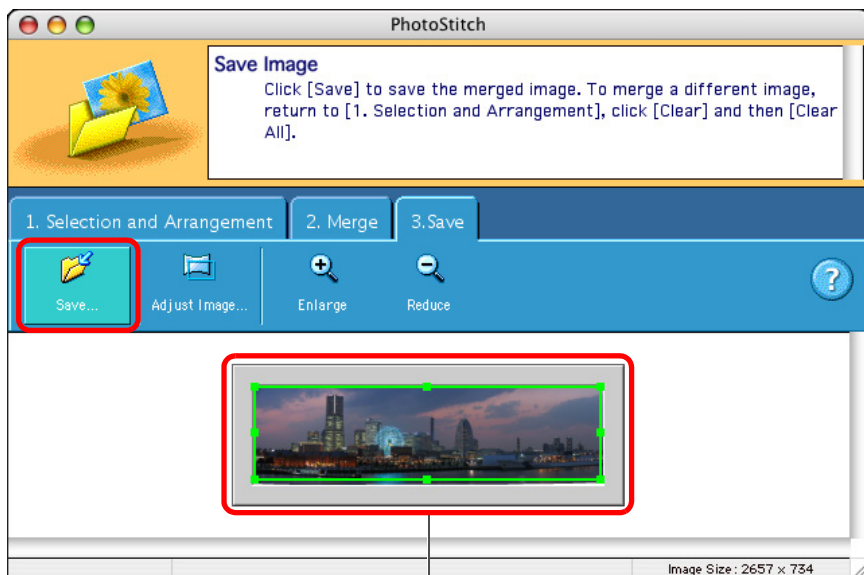 PhotoStitch
Save Image
Click [Save] to save the merged image. To merge a different image,
return to [1. Selection and Arrangement], click [Clear] and then [Clear
All].
1. Selection and Arrangement 2. Merge 3.Save
Save... Adjust Image... Enlarge Reduce ?
Image Size : 2657 × 734